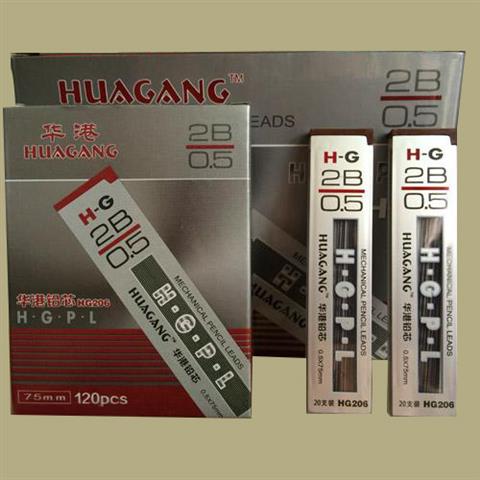 HUAGANG™
2B
0.5
LEADS
华港
HUAGANG
2B
0.5
H-G
2B
0.5
HUAGANG™
华港铅芯
0.5X75mm
H·G·P·L
MECHANICAL PENCIL LEADS
华港铅芯 HG206
H·G·P·L
75mm
120pcs
H-G
2B
0.5
HUAGANG™
华港铅芯
0.5X75mm
H·G·P·L
MECHANICAL PENCIL LEADS
20支装 HG206
H-G
2B
0.5
HUAGANG™
华港铅芯
0.5X75mm
H·G·P·L
MECHANICAL PENCIL LEADS
20支装 HG206